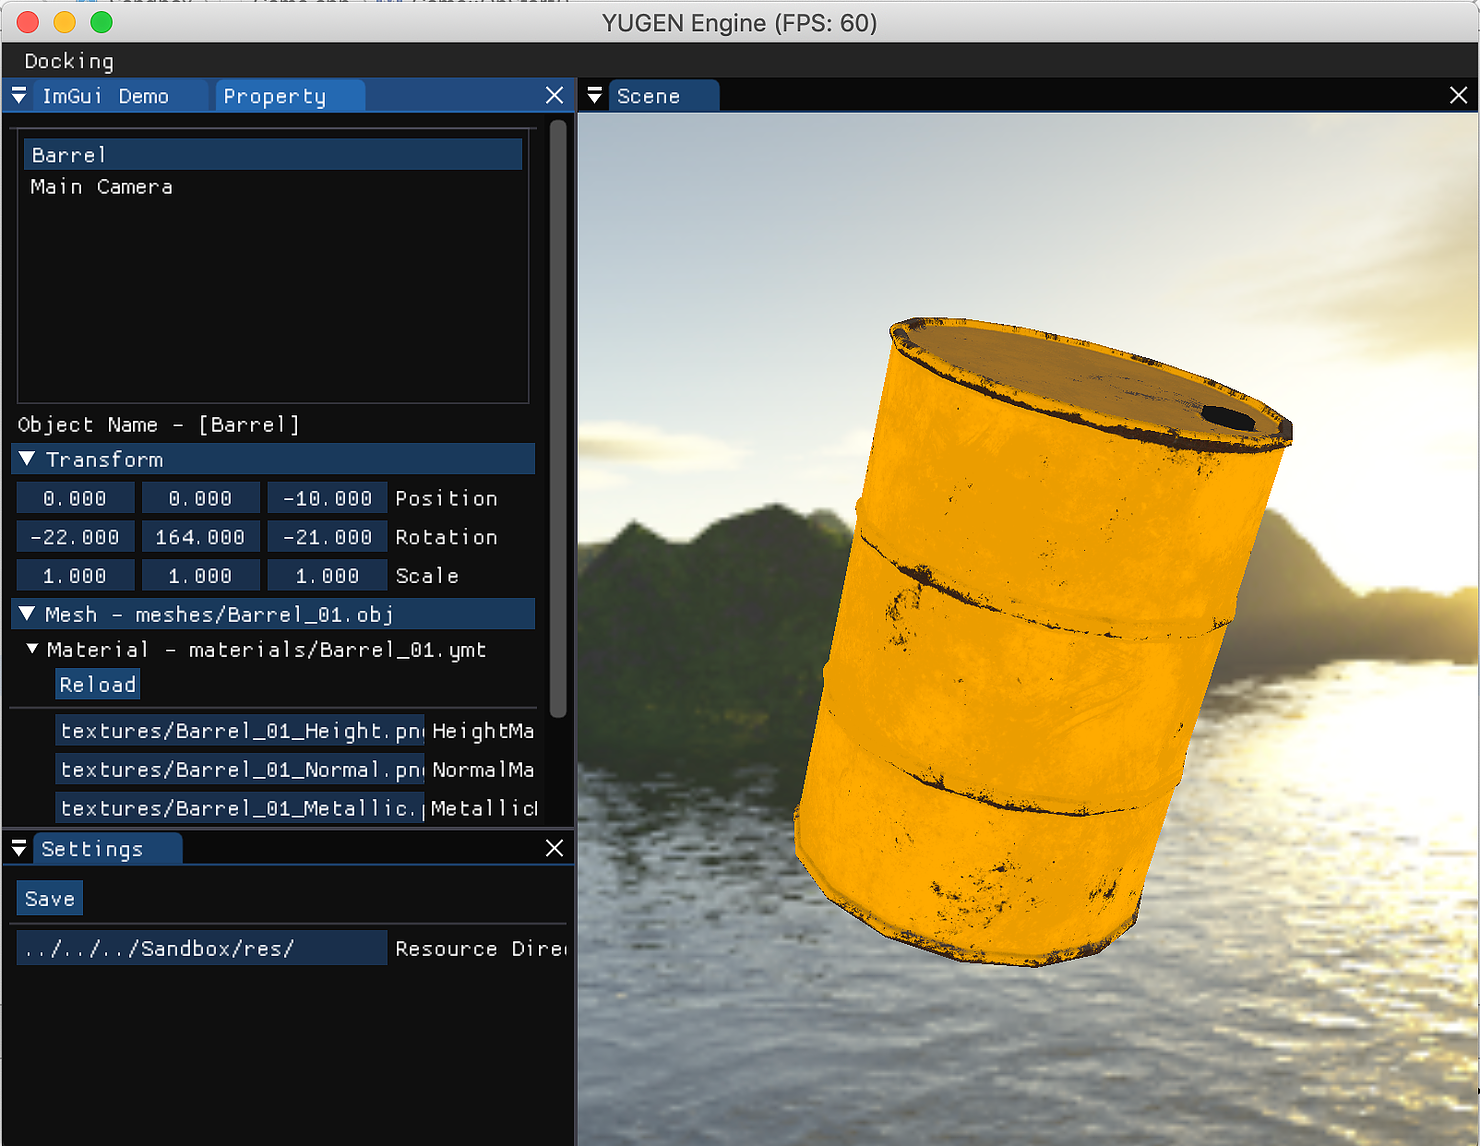 YUGEN Engine (FPS: 60)
Docking
ImGui Demo
Property
Scene
Barrel
Main Camera
Object Name - [Barrel]
Transform
0.000 0.000 -10.000 Position
-22.000 164.000 -21.000 Rotation
1.000 1.000 1.000 Scale
Mesh - meshes/Barrel_01.obj
Material - materials/Barrel_01.ymt
Reload
textures/Barrel_01_Height.pn HeightMa
textures/Barrel_01_Normal.pn NormalMa
textures/Barrel_01_Metallic. Metallic
Settings
Save
../../../Sandbox/res/ Resource Dire